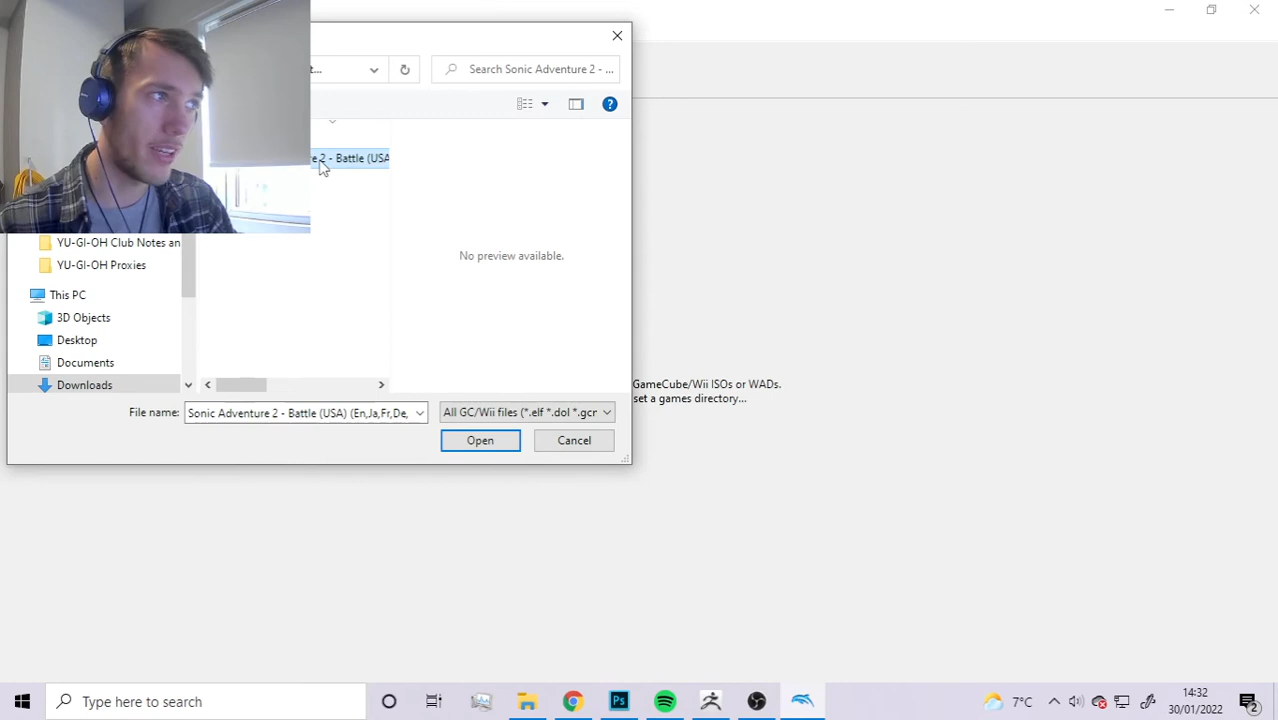 t...
Search Sonic Adventure 2 - ...
e 2 - Battle (USA
No preview available.
YU-GI-OH Club Notes an
YU-GI-OH Proxies
This PC
3D Objects
Desktop
Documents
Downloads
GameCube/Wii ISOs or WADs.
set a games directory...
File name:
Sonic Adventure 2 - Battle (USA) (En,Ja,Fr,De,
All GC/Wii files (*.elf *.dol *.gcm
Open
Cancel
Type here to search
Ps
7°C
14:32
30/01/2022
2